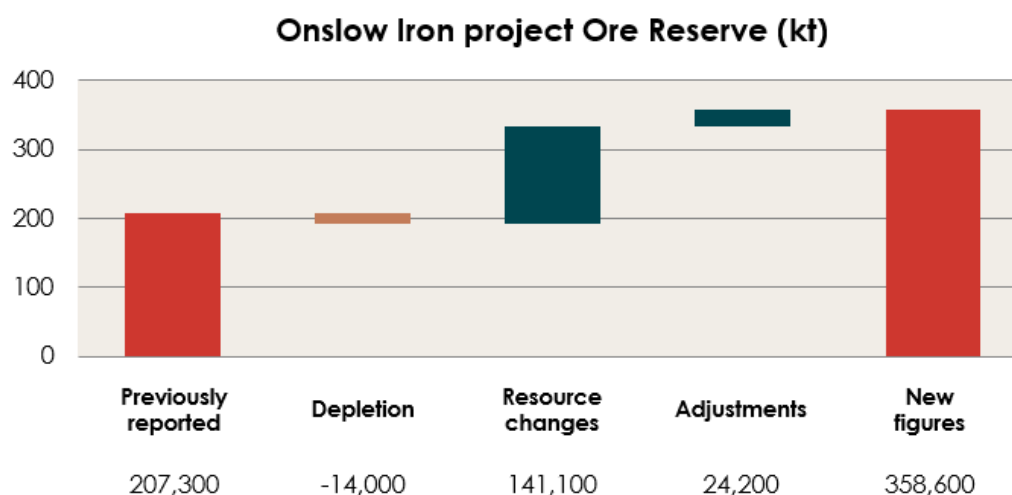 Onslow Iron project Ore Reserve (kt)
400
300
200
100
0
Previously
reported
Depletion
Resource
changes
Adjustments
New
figures
207,300
-14,000
141,100
24,200
358,600